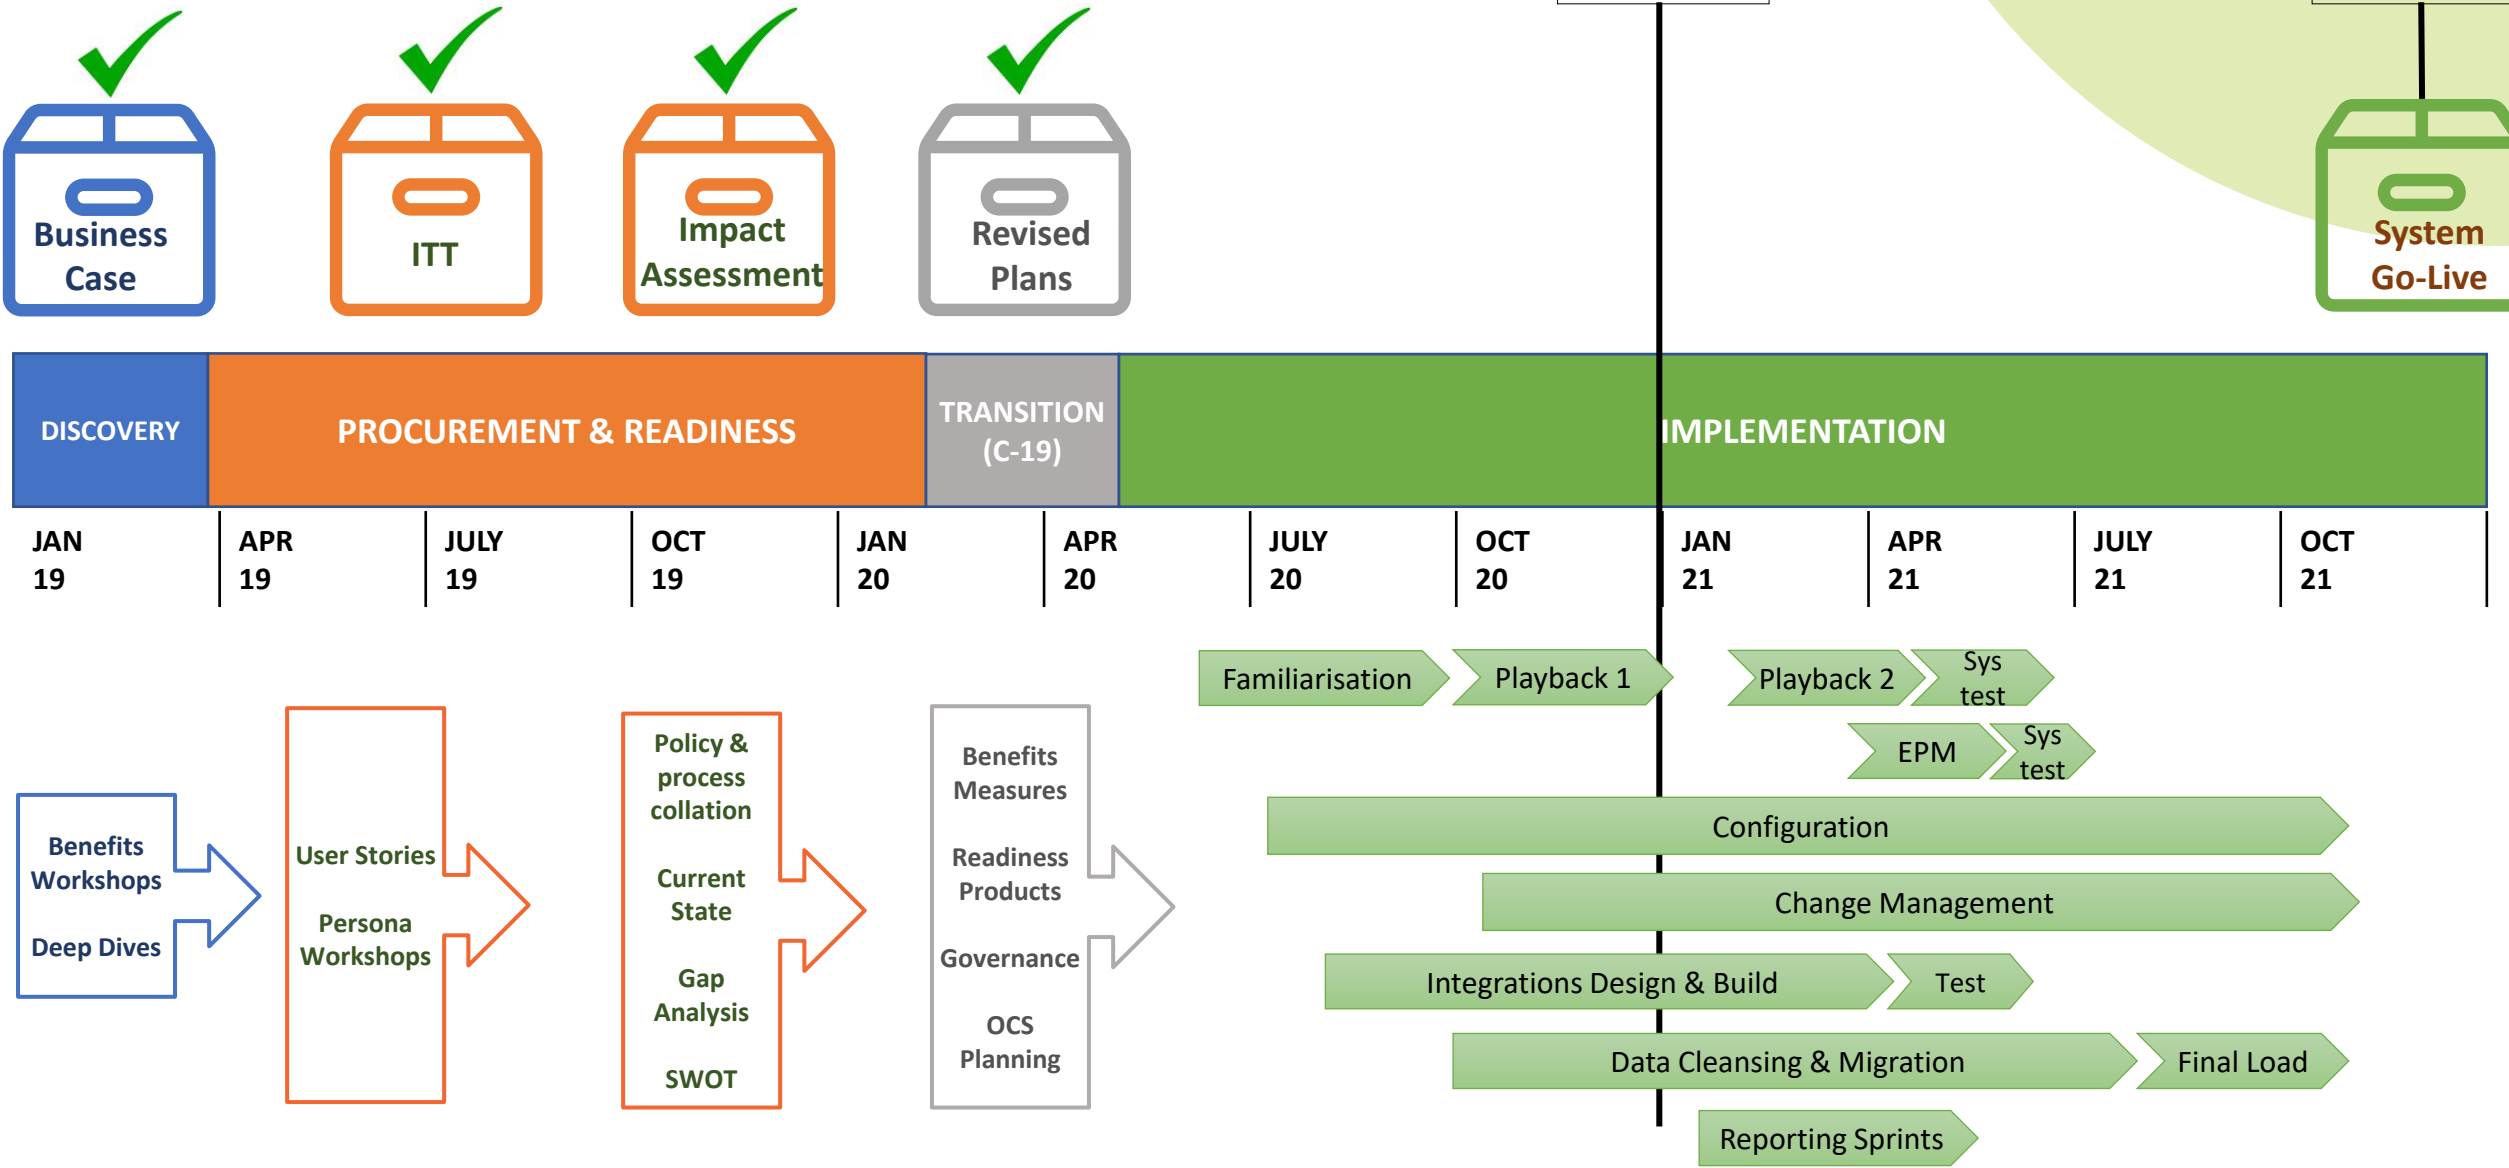 Business
Case
ITT
Impact
Assessment
Revised
Plans
System
Go-Live
DISCOVERY
PROCUREMENT & READINESS
TRANSITION
(C-19)
IMPLEMENTATION
JAN
19
APR
19
JULY
19
OCT
19
JAN
20
APR
20
JULY
20
OCT
20
JAN
21
APR
21
JULY
21
OCT
21
Benefits
Workshops
Deep Dives
User Stories
Persona
Workshops
Policy &
process
collation
Current
State
Gap
Analysis
SWOT
Benefits
Measures
Readiness
Products
Governance
OCS
Planning
Familiarisation
Playback 1
Playback 2
Sys
test
EPM
Sys
test
Configuration
Change Management
Integrations Design & Build
Test
Data Cleansing & Migration
Final Load
Reporting Sprints